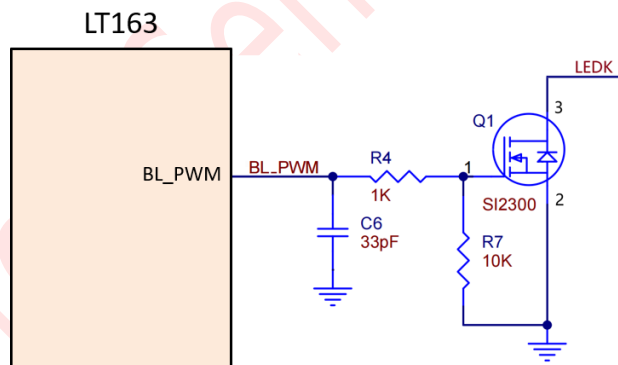 LT163
LEDK
3
Q1
BL_PWM
BL_PWM
R4
1
1K
SI2300
2
C6
33pF
R7
10K